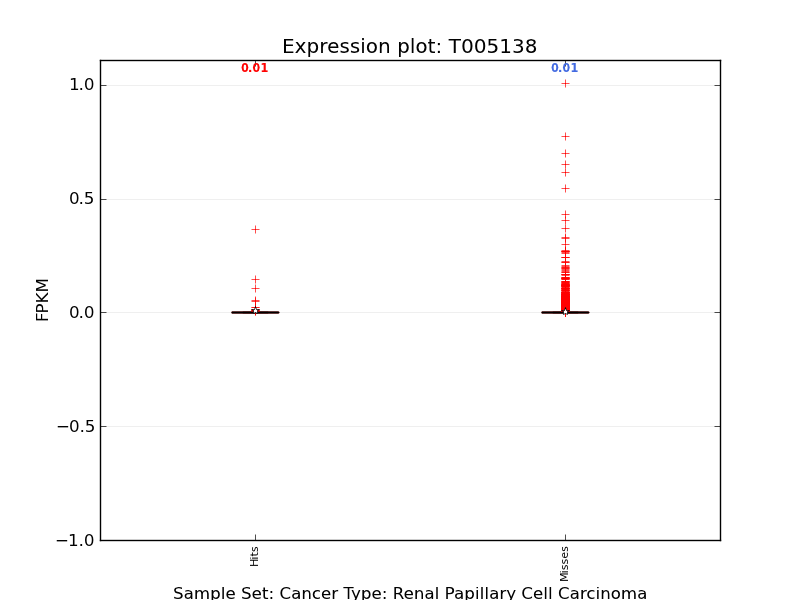 Expression plot: T005138
0.01
0.01
1.0
0.5
0.0
−0.5
−1.0
FPKM
Hits
Misses
Sample Set: Cancer Type: Renal Papillary Cell Carcinoma